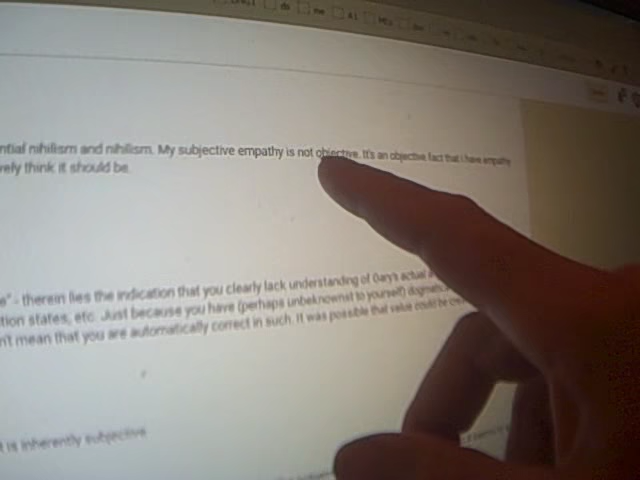 ntial nihilism and nihilism. My subjective empathy is not objective. It's an objective fact that I have empathy
vely think it should be.
e" - therein lies the indication that you clearly lack understanding of Gary's actual
tion states, etc. Just because you have (perhaps unbeknownst to yourself) dogmatic
n't mean that you are automatically correct in such. It was possible that value could be
t is inherently subjective